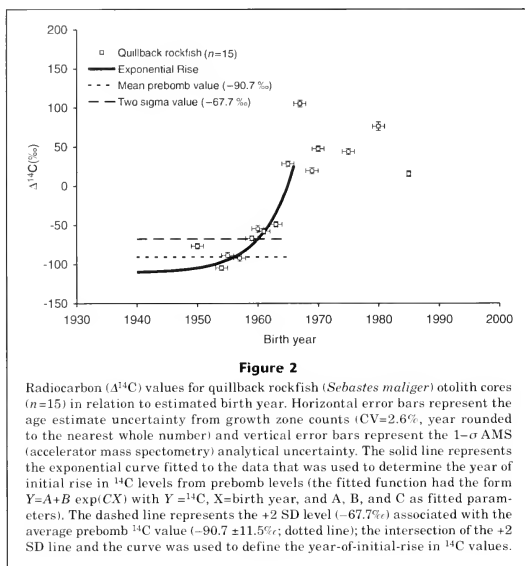 200
150
100
50
0
-50
-100
-150
Δ¹⁴C(‰)
Quillback rockfish (n=15)
Exponential Rise
Mean prebomb value (−90.7 ‰)
Two sigma value (−67.7 ‰)
1930 1940 1950 1960 1970 1980 1990 2000
Birth year
Figure 2
Radiocarbon (Δ¹⁴C) values for quillback rockfish (Sebastes maliger) otolith cores
(n=15) in relation to estimated birth year. Horizontal error bars represent the
age estimate uncertainty from growth zone counts (CV=2.6%, year rounded
to the nearest whole number) and vertical error bars represent the 1-σ AMS
(accelerator mass spectometry) analytical uncertainty. The solid line represents
the exponential curve fitted to the data that was used to determine the year of
initial rise in ¹⁴C levels from prebomb levels (the fitted function had the form
Y=A+B exp(CX) with Y =¹⁴C, X=birth year, and A, B, and C as fitted param-
eters). The dashed line represents the +2 SD level (−67.7‰) associated with the
average prebomb ¹⁴C value (−90.7 ±11.5‰; dotted line); the intersection of the +2
SD line and the curve was used to define the year-of-initial-rise in ¹⁴C values.